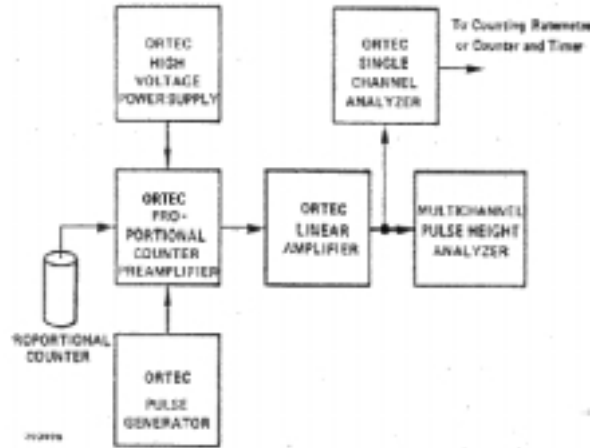 ORTEC
HIGH
VOLTAGE
POWER SUPPLY
ORTEC
SINGLE
CHANNEL
ANALYZER
To Counting Ratemeter
or Counter and Timer
ORTEC
PRO-
PORTIONAL
COUNTER
PREAMPLIFIER
ORTEC
LINEAR
AMPLIFIER
MULTICHANNEL
PULSE HEIGHT
ANALYZER
ROPORTIONAL
COUNTER
ORTEC
PULSE
GENERATOR